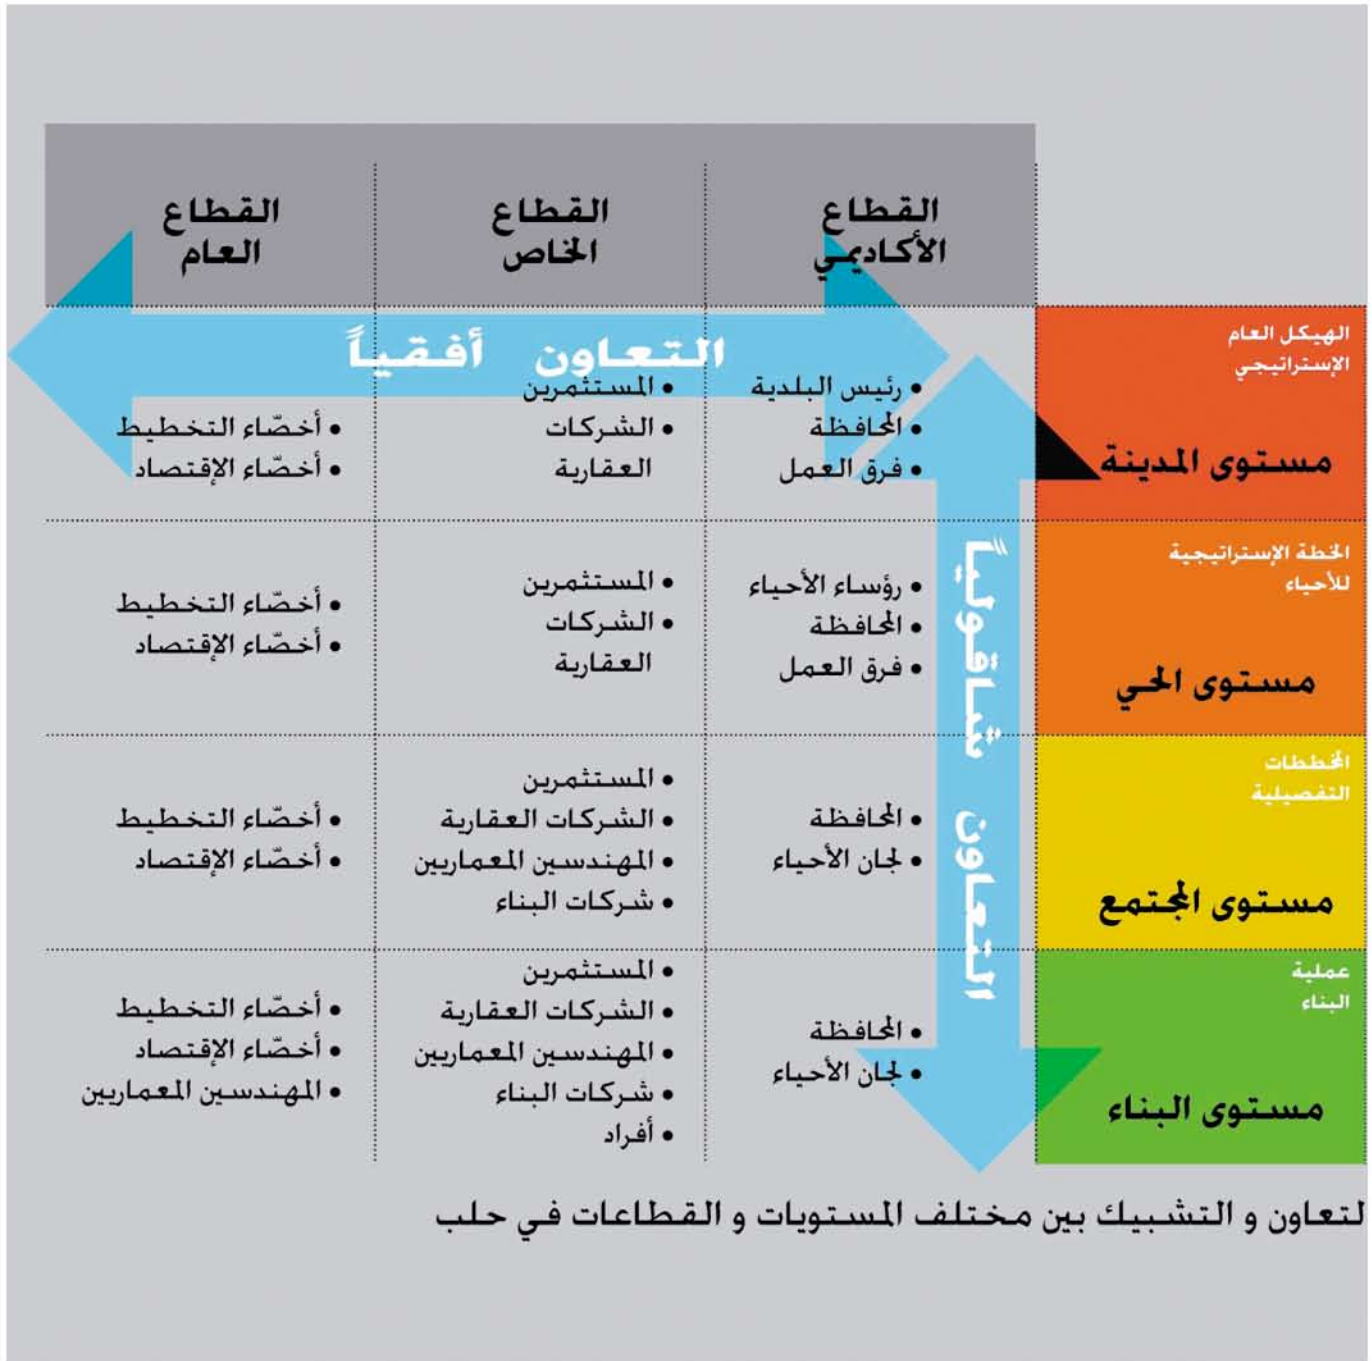 القطاع
الأكاديمي
القطاع
الخاص
القطاع
العام
التعاون أفقياً
التعاون شاقولياً
الهيكل العام
الإستراتيجي
مستوى المدينة
• رئيس البلدية
• المحافظة
• فرق العمل
• المستثمرين
• الشركات
العقارية
• أخصّاء التخطيط
• أخصّاء الإقتصاد
الخطة الإستراتيجية
للأحياء
مستوى الحي
• رؤساء الأحياء
• المحافظة
• فرق العمل
• المستثمرين
• الشركات
العقارية
• أخصّاء التخطيط
• أخصّاء الإقتصاد
المخططات
التفصيلية
مستوى المجتمع
• المحافظة
• لجان الأحياء
• المستثمرين
• الشركات العقارية
• المهندسين المعماريين
• شركات البناء
• أخصّاء التخطيط
• أخصّاء الإقتصاد
عملية
البناء
مستوى البناء
• المحافظة
• لجان الأحياء
• المستثمرين
• الشركات العقارية
• المهندسين المعماريين
• شركات البناء
• أفراد
• أخصّاء التخطيط
• أخصّاء الإقتصاد
• المهندسين المعماريين
لتعاون و التشبيك بين مختلف المستويات و القطاعات في حلب